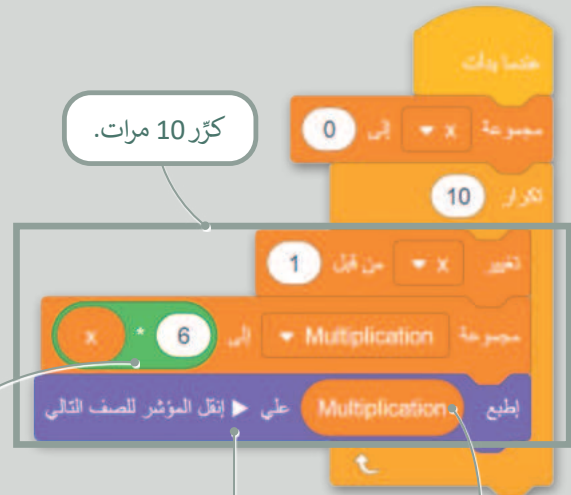 عندما بدأت
مجموعة x إلى 0
كرّر 10 مرات.
تكرار 10
تغيير x من قبل 1
مجموعة Multiplication إلى 6 * x
إطبع Multiplication علي إنقل المؤشر للصف التالي